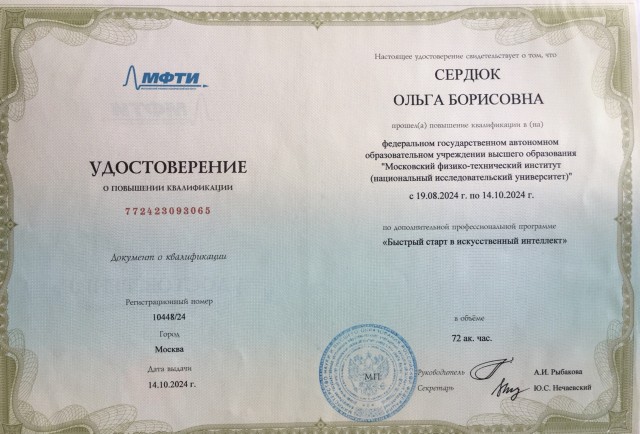 МФТИ
УДОСТОВЕРЕНИЕ
О ПОВЫШЕНИИ КВАЛИФИКАЦИИ
772423093065
Документ о квалификации
Регистрационный номер
10448/24
Город
Москва
Дата выдачи
14.10.2024 г.
Настоящее удостоверение свидетельствует о том, что
СЕРДЮК
ОЛЬГА БОРИСОВНА
прошел(а) повышение квалификации в (на)
федеральном государственном автономном
образовательном учреждении высшего образования
"Московский физико-технический институт
(национальный исследовательский университет)"
с 19.08.2024 г. по 14.10.2024 г.
по дополнительной профессиональной программе
«Быстрый старт в искусственный интеллект»
в объёме
72 ак. час.
МП
Руководитель А.И. Рыбакова
Секретарь Ю.С. Нечаевский